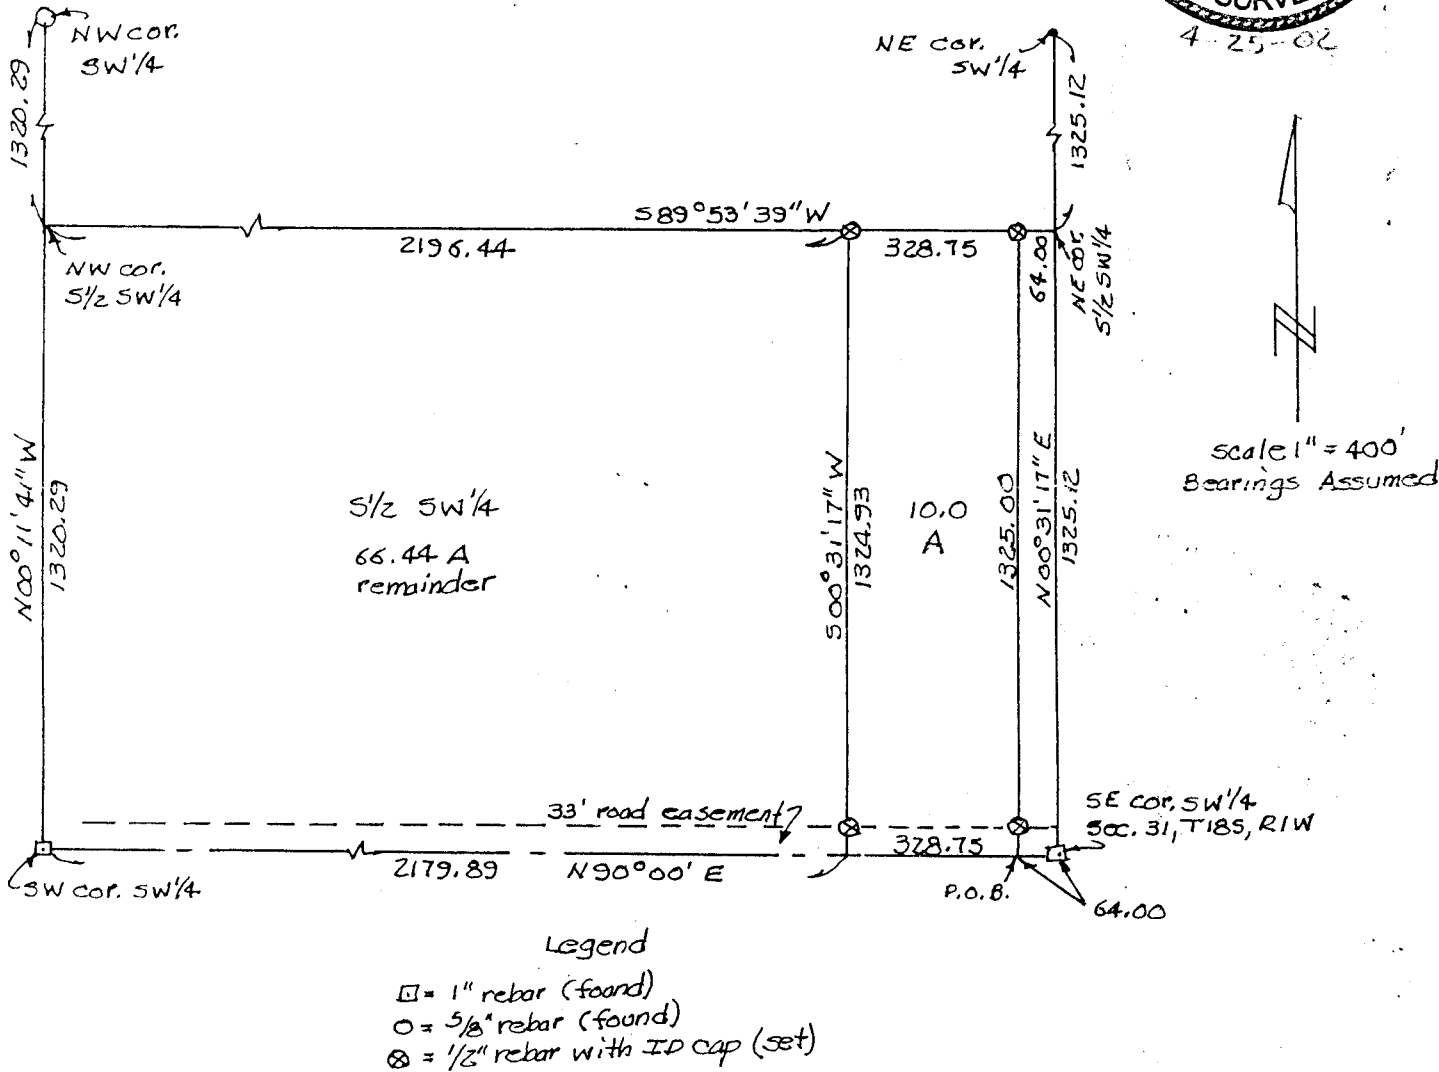 SURVE
4-25-02
NW cor.
SW 1/4
1320.29
NE cor.
SW 1/4
1325.12
S89°53'39"W
2196.44
328.75
64.00
NE cor.
S1/2 SW1/4
NW cor.
S1/2 SW1/4
N
Scale 1" = 400'
Bearings Assumed
N00°11'41"W
1320.29
S1/2 SW1/4
66.44 A
remainder
S00°31'17"W
1324.93
10.0
A
1325.00
N00°31'17"E
1325.12
33' road easement
SE cor. SW1/4
Sec. 31, T18S, R1W
328.75
2179.89
N90°00' E
SW cor. SW1/4
P.O.B.
64.00
Legend
= 1" rebar (found)
= 5/8" rebar (found)
= 1/2" rebar with ID cap (set)